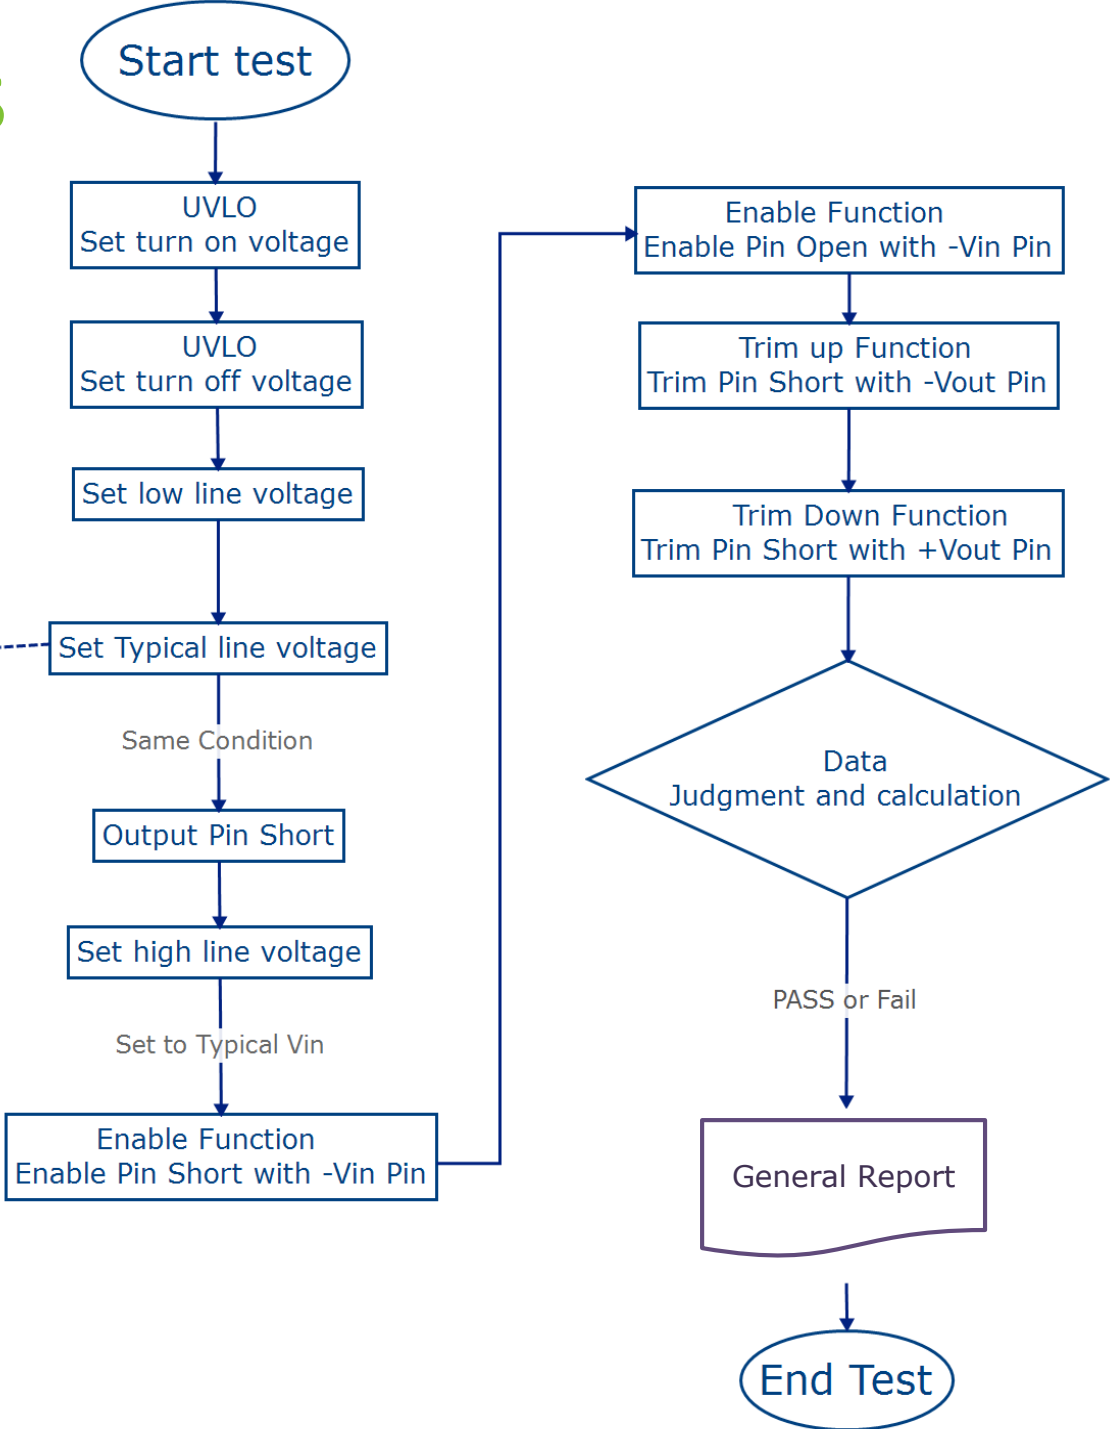 Start test
UVLO
Set turn on voltage
UVLO
Set turn off voltage
Set low line voltage
Set Typical line voltage
Same Condition
Output Pin Short
Set high line voltage
Set to Typical Vin
Enable Function
Enable Pin Short with -Vin Pin
Enable Function
Enable Pin Open with -Vin Pin
Trim up Function
Trim Pin Short with -Vout Pin
Trim Down Function
Trim Pin Short with +Vout Pin
Data
Judgment and calculation
PASS or Fail
General Report
End Test